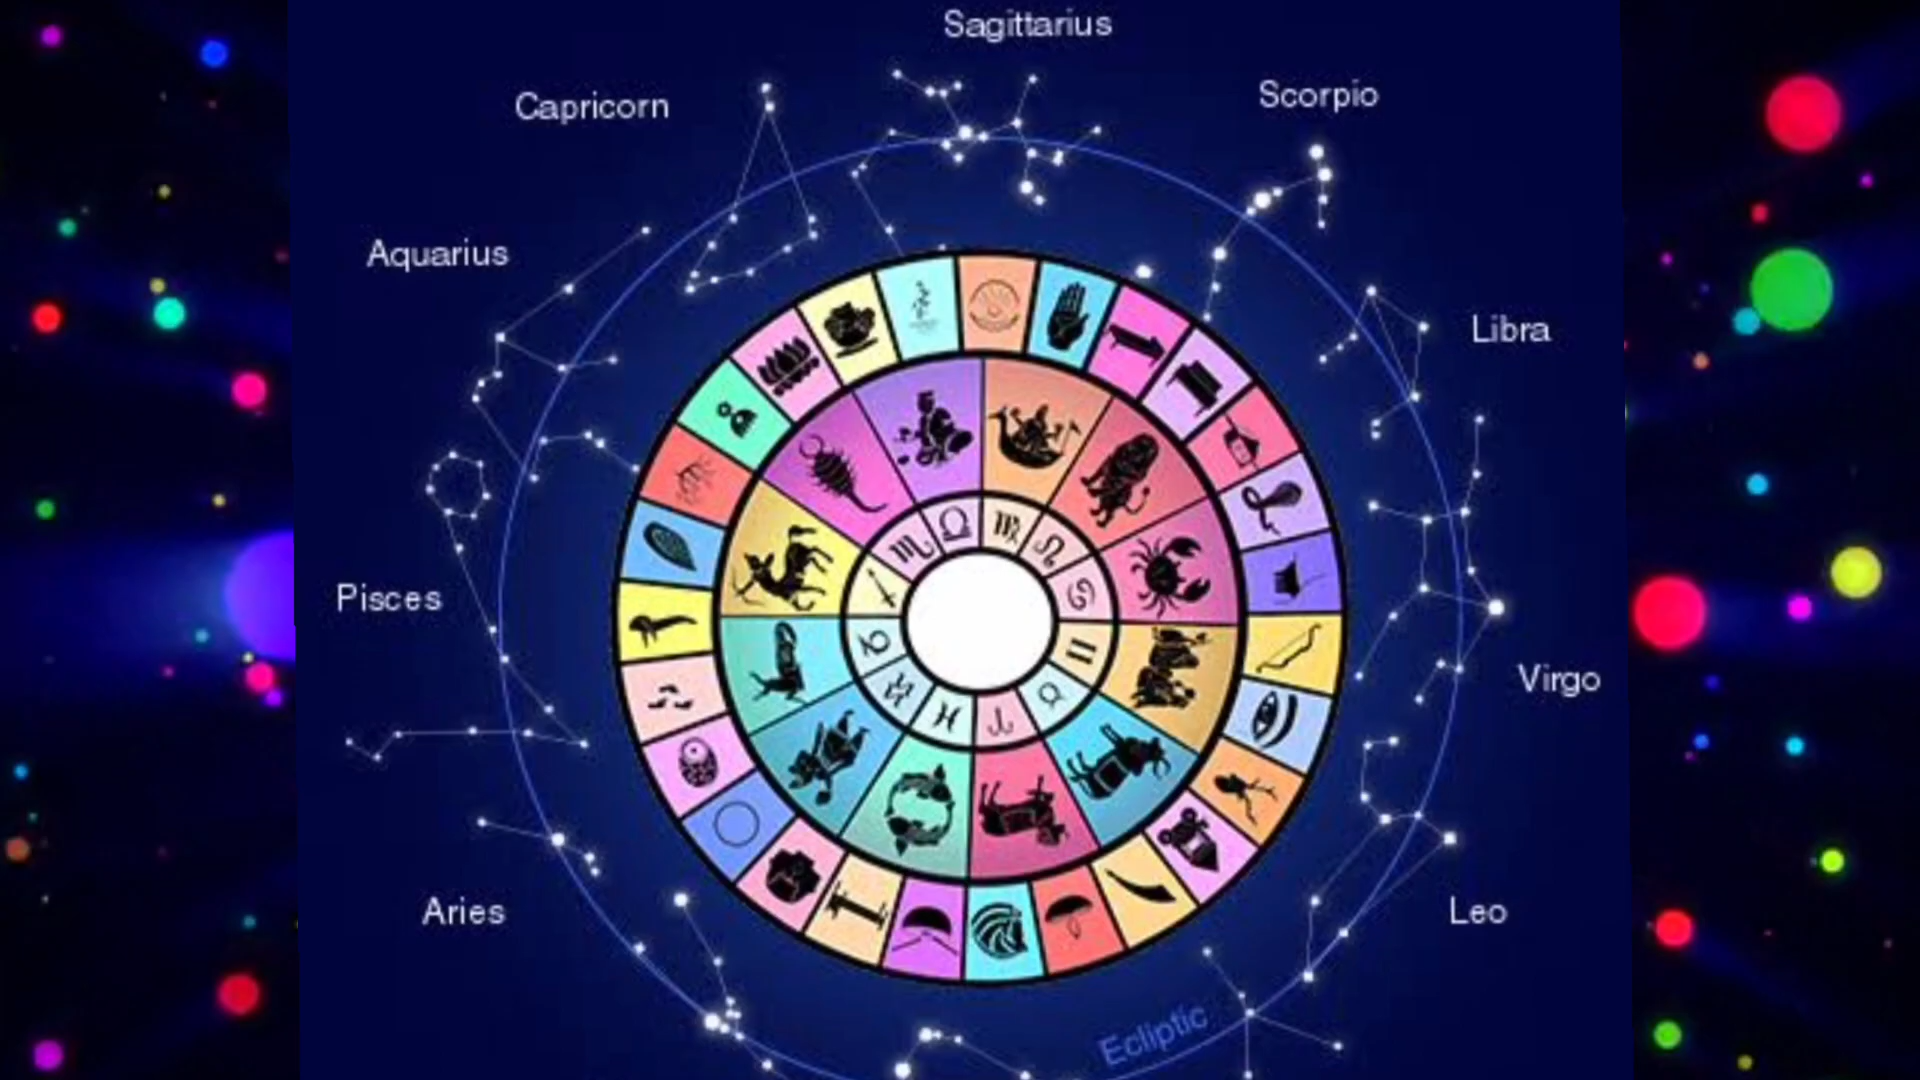 Sagittarius
Capricorn
Scorpio
Aquarius
Libra
Pisces
Virgo
Aries
Leo
Ecliptic